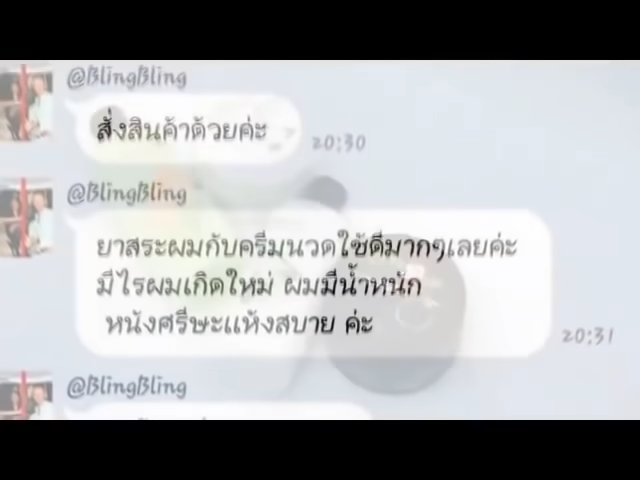 @BlingBling
สั่งสินค้าด้วยค่ะ
20:30
@BlingBling
ยาสระผมกับครีมนวดใช้ดีมากๆเลยค่ะ
มีไรผมเกิดใหม่ ผมมีน้ำหนัก
หนังศรีษะแห้งสบาย ค่ะ
20:31
@BlingBling